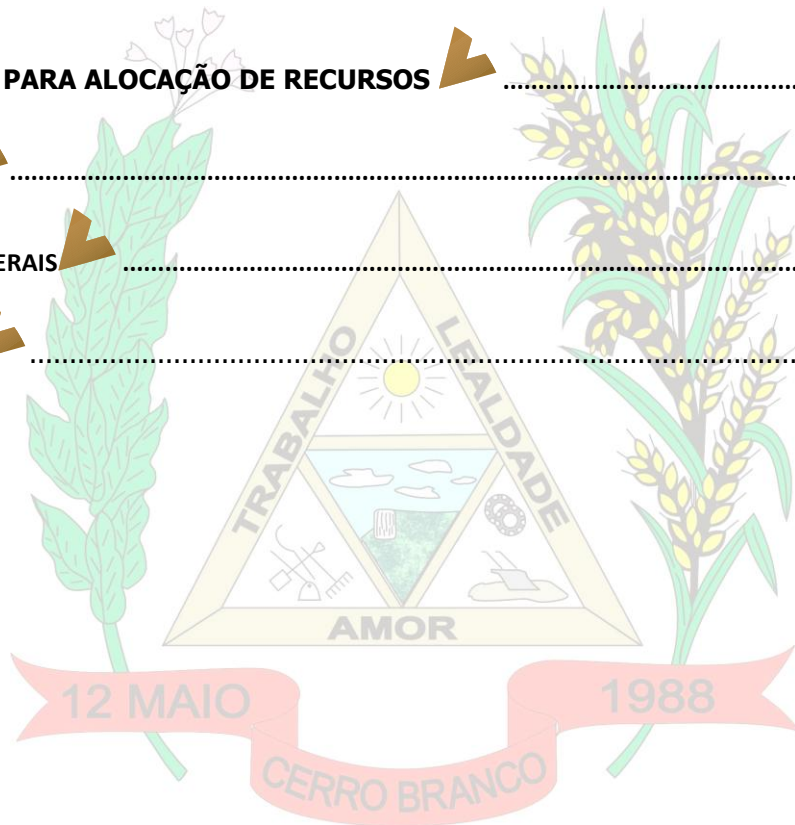 PARA ALOCAÇÃO DE RECURSOS ........................................
................................................................................
ERAIS ................................................................................
................................................................................
TRABALHO
LEALDADE
AMOR
12 MAIO
1988
CERRO BRANCO